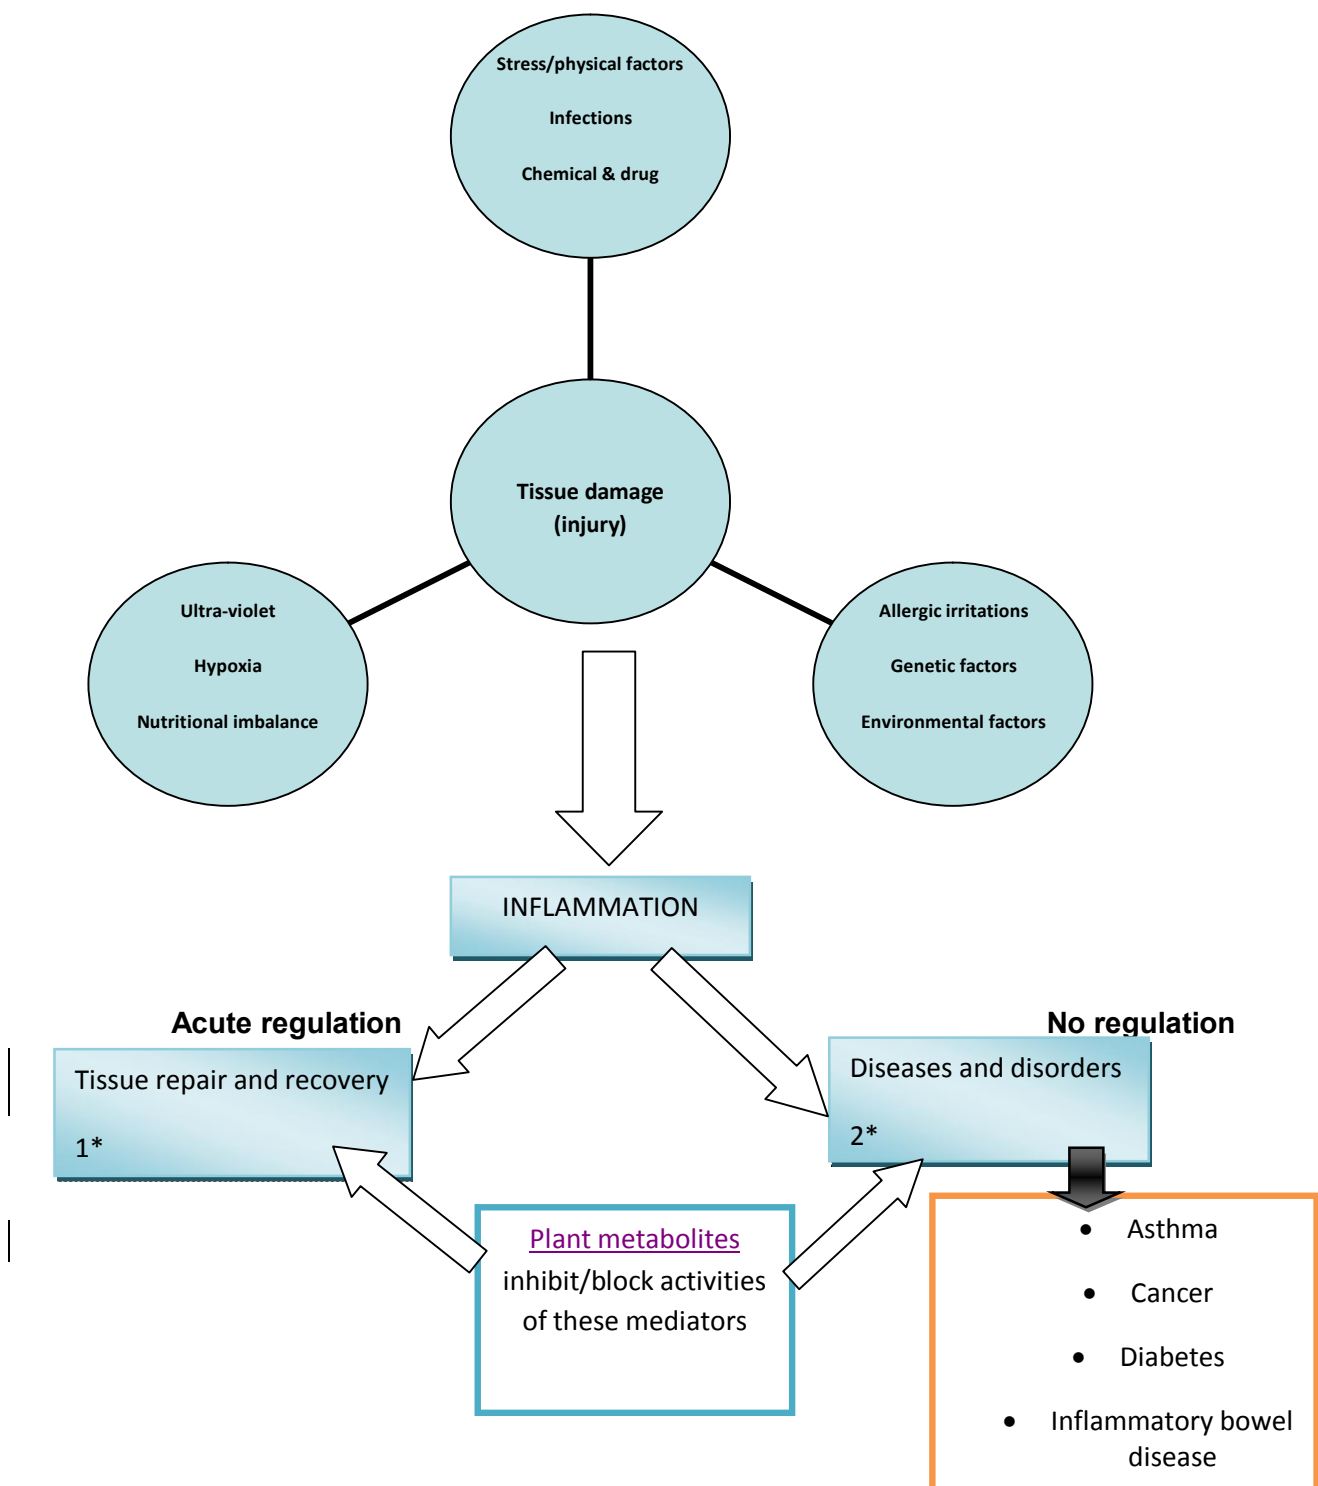 Stress/physical factors
Infections
Chemical & drug
Tissue damage
(injury)
Ultra-violet
Hypoxia
Nutritional imbalance
Allergic irritations
Genetic factors
Environmental factors
INFLAMMATION
Acute regulation
No regulation
Tissue repair and recovery
1*
Diseases and disorders
2*
Plant metabolites
inhibit/block activities
of these mediators
• Asthma
• Cancer
• Diabetes
• Inflammatory bowel
disease